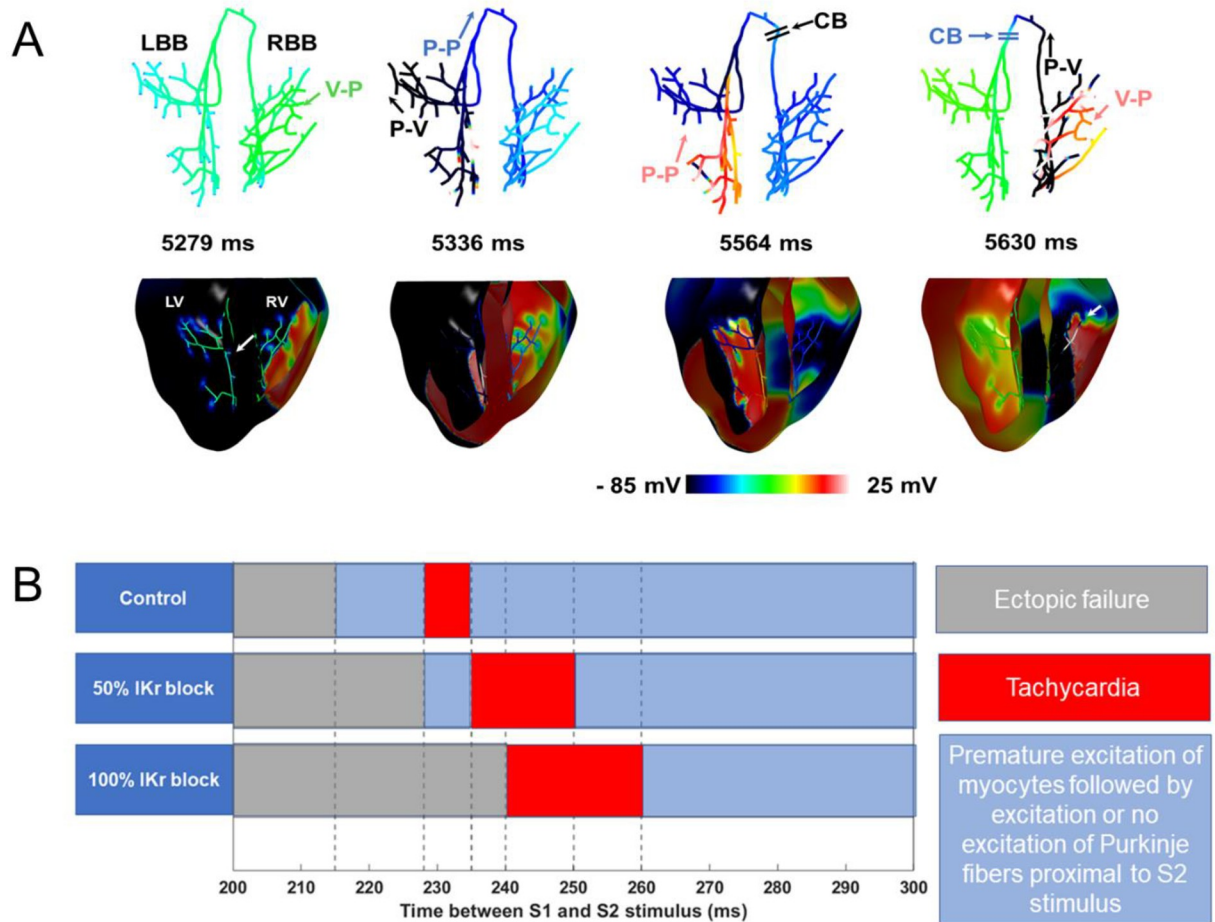 A
LBB
RBB
V-P
P-P
P-V
CB
P-P
CB
P-V
V-P
5279 ms
5336 ms
5564 ms
5630 ms
LV
RV
- 85 mV
25 mV
B
Control
50% IKr block
100% IKr block
Ectopic failure
Tachycardia
Premature excitation of
myocytes followed by
excitation or no
excitation of Purkinje
fibers proximal to S2
stimulus
200 210 220 230 240 250 260 270 280 290 300
Time between S1 and S2 stimulus (ms)